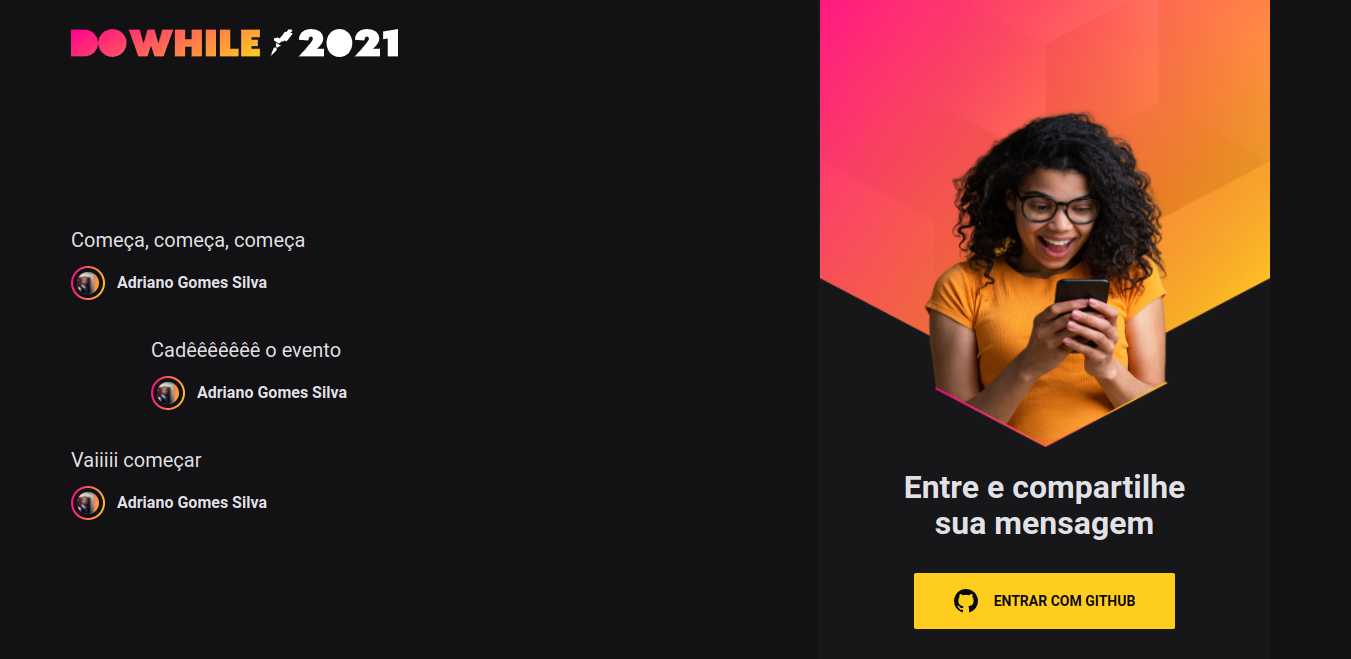 DOWHILE 2021
Começa, começa, começa
Adriano Gomes Silva
Cadêêêêêêê o evento
Adriano Gomes Silva
Vaiiiii começar
Adriano Gomes Silva
Entre e compartilhe
sua mensagem
ENTRAR COM GITHUB